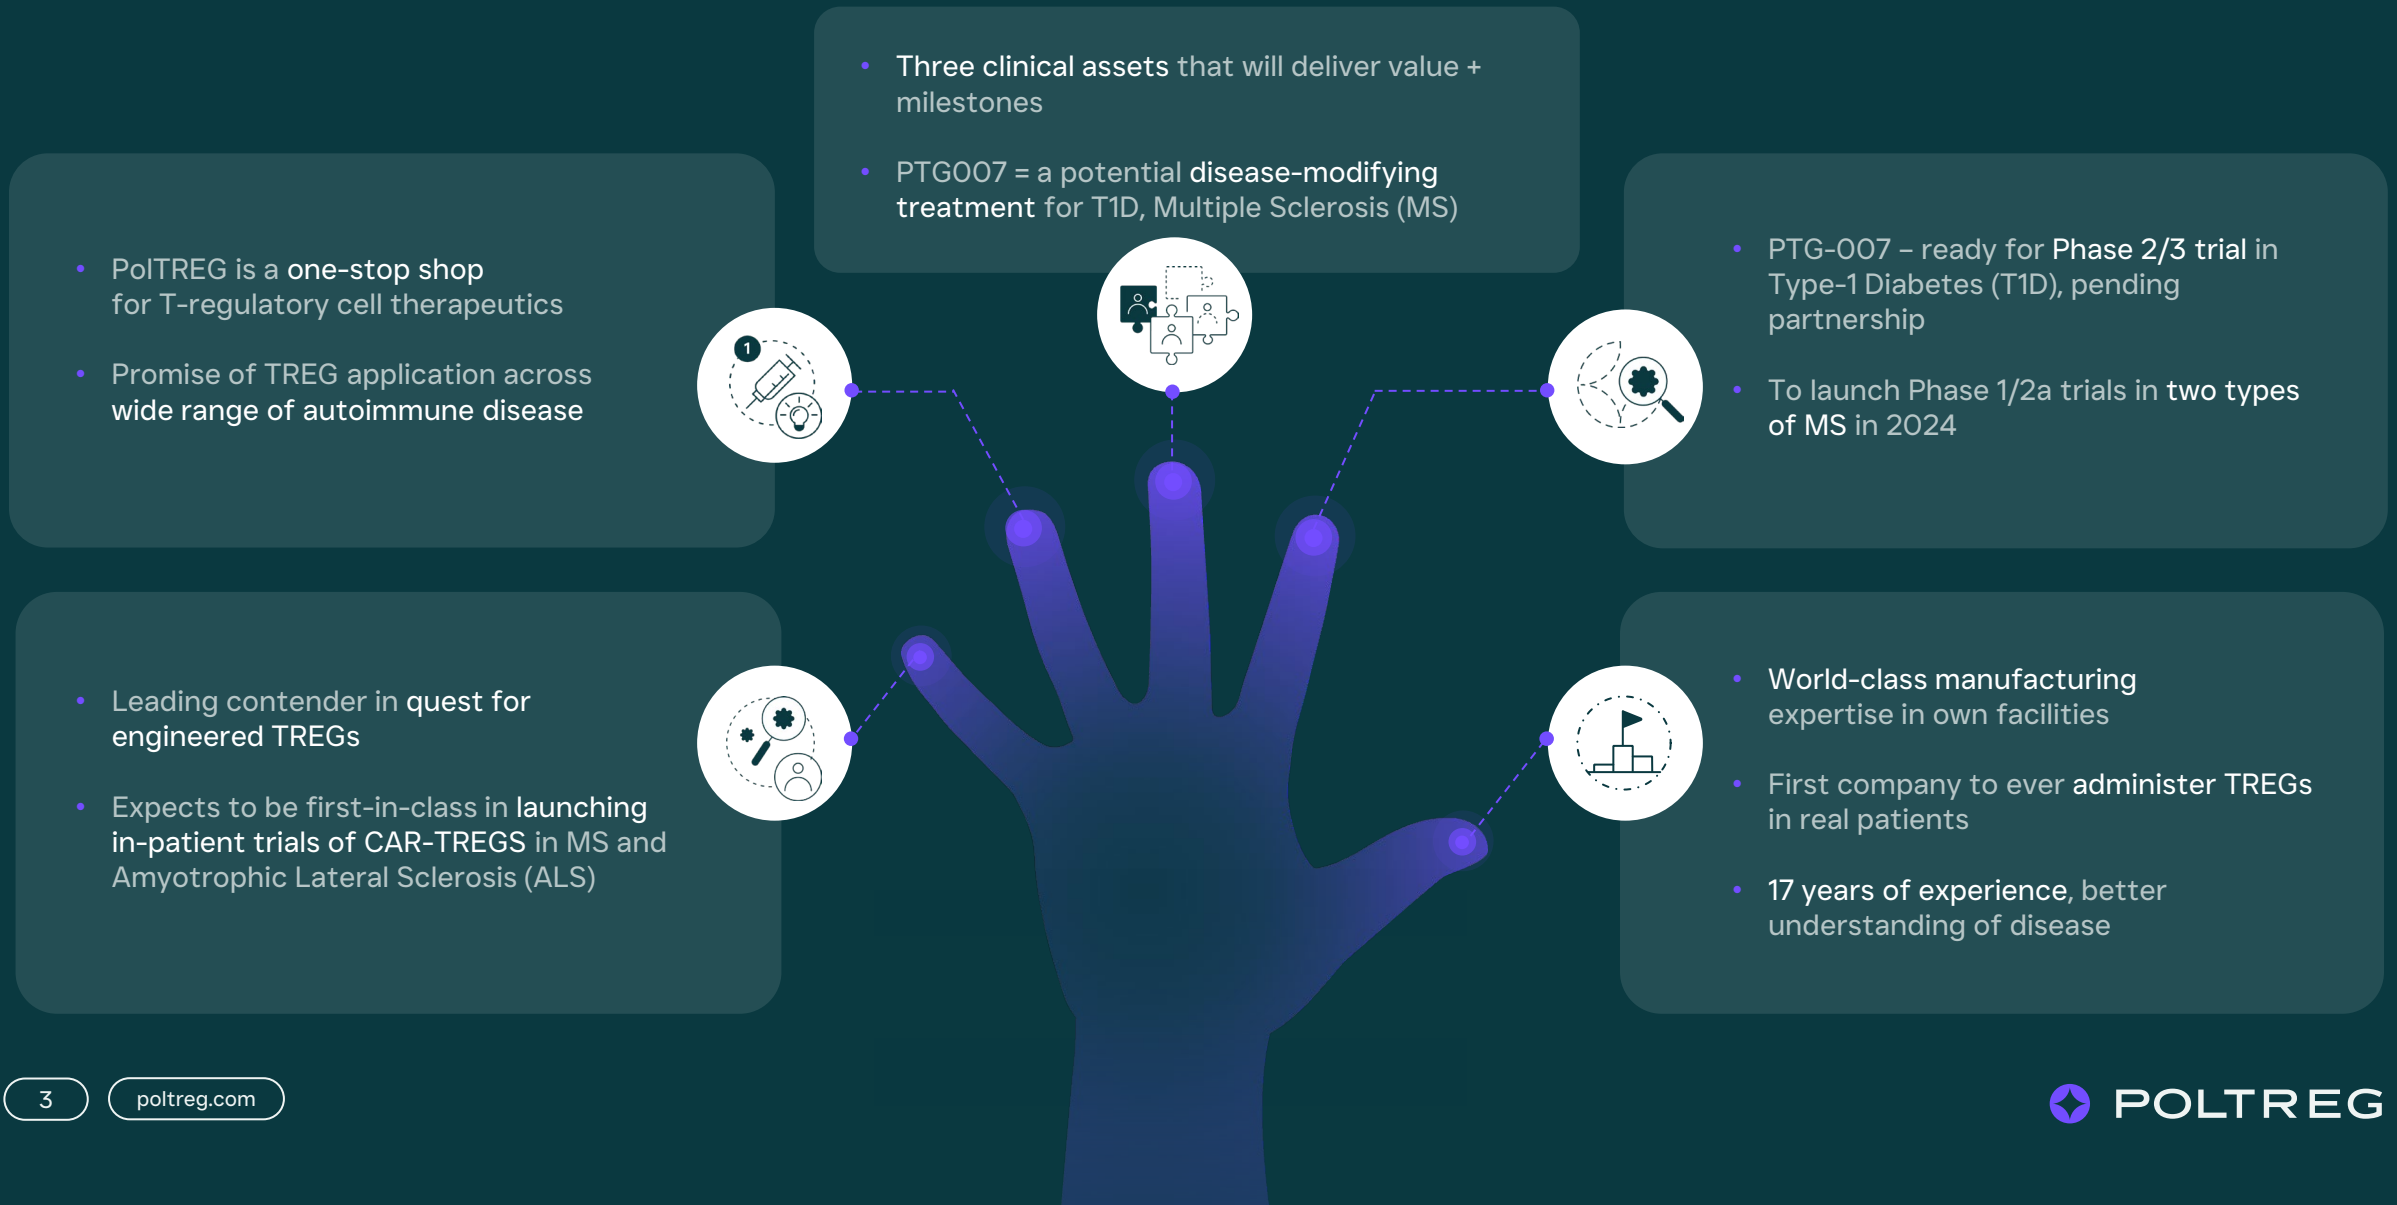 Three clinical assets that will deliver value +
milestones
PTG007 = a potential disease-modifying
treatment for T1D, Multiple Sclerosis (MS)
PolTREG is a one-stop shop
for T-regulatory cell therapeutics
Promise of TREG application across
wide range of autoimmune disease
1
PTG-007 – ready for Phase 2/3 trial in
Type-1 Diabetes (T1D), pending
partnership
To launch Phase 1/2a trials in two types
of MS in 2024
Leading contender in quest for
engineered TREGs
Expects to be first-in-class in launching
in-patient trials of CAR-TREGS in MS and
Amyotrophic Lateral Sclerosis (ALS)
World-class manufacturing
expertise in own facilities
First company to ever administer TREGs
in real patients
17 years of experience, better
understanding of disease
3
poltreg.com
POLTREG